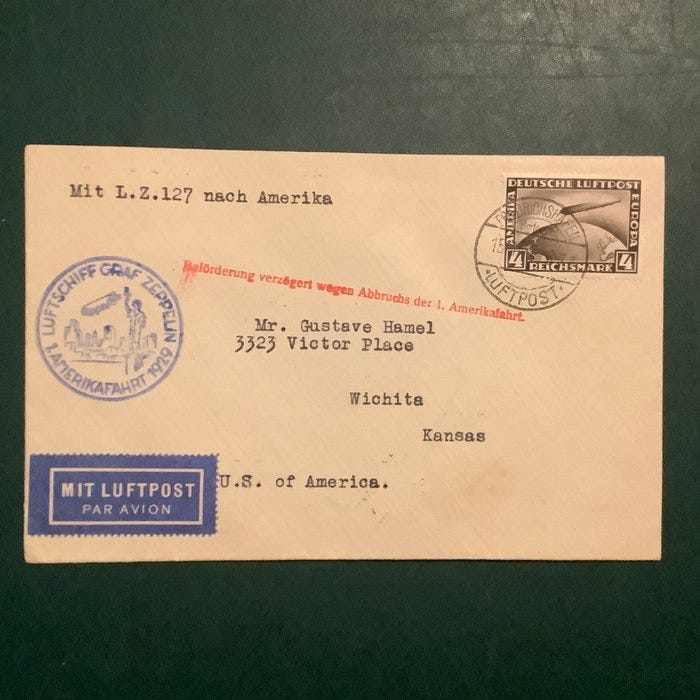 Mit L.Z.127 nach Amerika
DEUTSCHE LUFTPOST
AMERIKA
EUROPA
4 REICHSMARK 4
FRIEDRICHSHAFEN
15
LUFTPOST
Beförderung verzögert wegen Abbruchs der 1. Amerikafahrt.
LUFTSCHIFF GRAF ZEPPELIN
1. AMERIKAFAHRT 1929
Mr. Gustave Hamel
3323 Victor Place
Wichita
Kansas
U.S. of America.
MIT LUFTPOST
PAR AVION